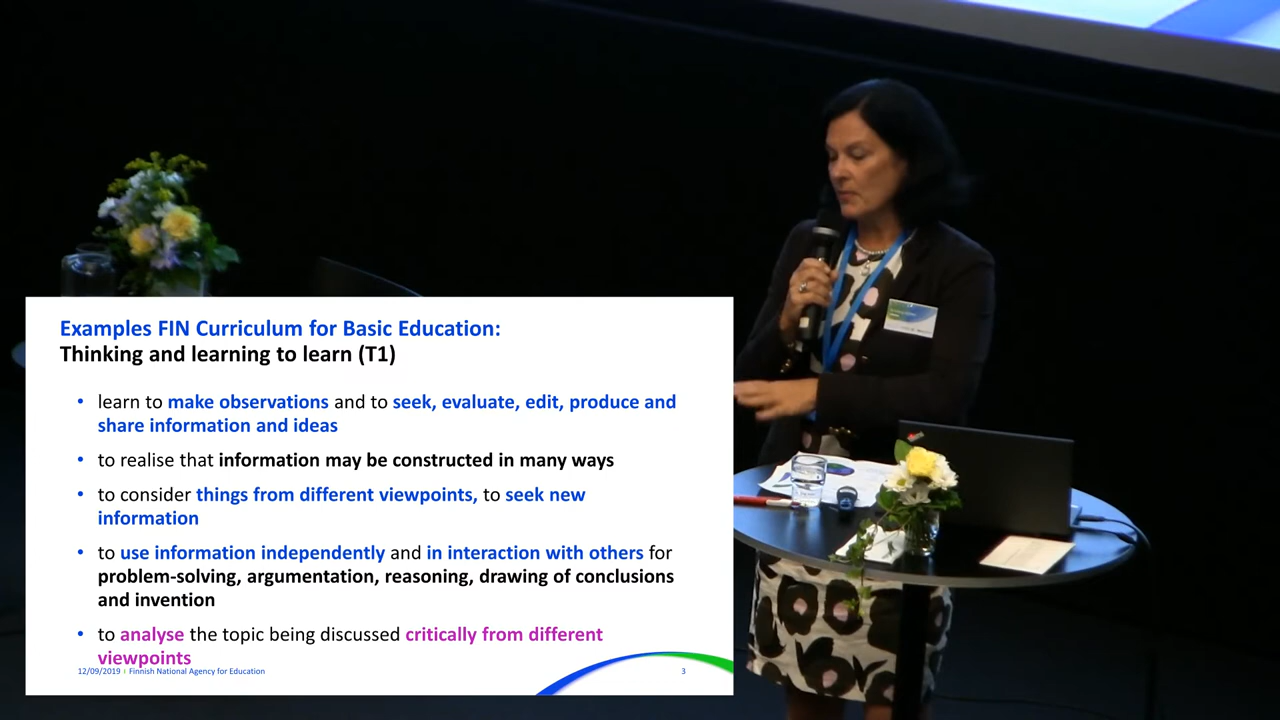 Examples FIN Curriculum for Basic Education:
Thinking and learning to learn (T1)
• learn to make observations and to seek, evaluate, edit, produce and
share information and ideas
• to realise that information may be constructed in many ways
• to consider things from different viewpoints, to seek new
information
• to use information independently and in interaction with others for
problem-solving, argumentation, reasoning, drawing of conclusions
and invention
• to analyse the topic being discussed critically from different
viewpoints
12/09/2019 I Finnish National Agency for Education 3